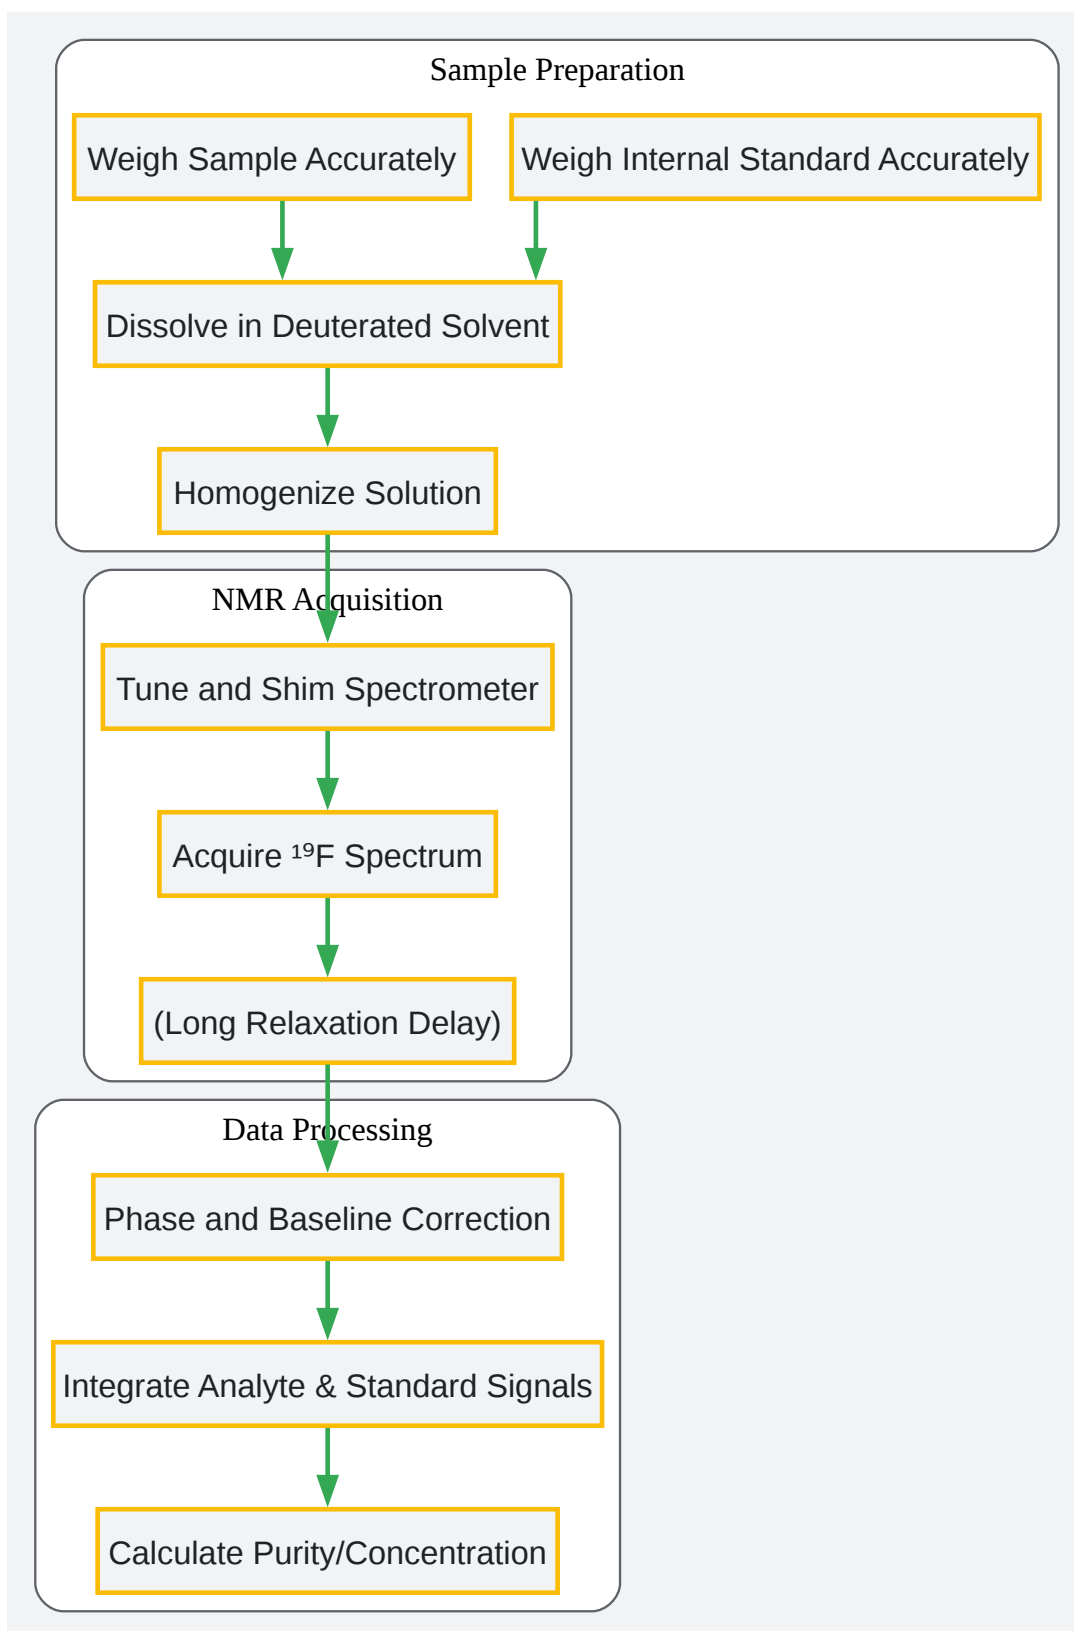 Sample Preparation
Weigh Sample Accurately
Weigh Internal Standard Accurately
Dissolve in Deuterated Solvent
Homogenize Solution
NMR Acquisition
Tune and Shim Spectrometer
Acquire ¹⁹F Spectrum
(Long Relaxation Delay)
Data Processing
Phase and Baseline Correction
Integrate Analyte & Standard Signals
Calculate Purity/Concentration